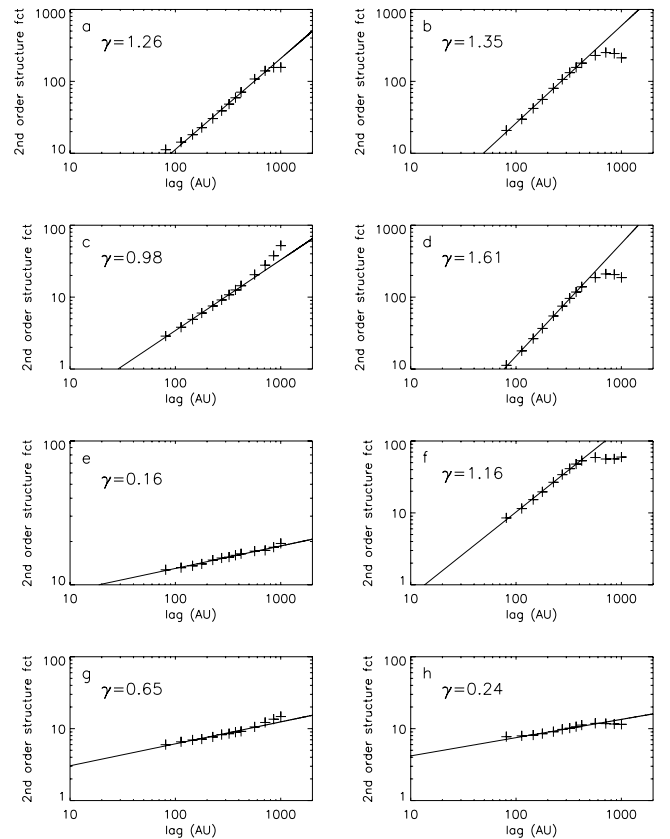 a
γ=1.26
2nd order structure fct
1000
100
10
10 100 1000
lag (AU)
b
γ=1.35
2nd order structure fct
1000
100
10
10 100 1000
lag (AU)
c
γ=0.98
2nd order structure fct
100
10
1
10 100 1000
lag (AU)
d
γ=1.61
2nd order structure fct
1000
100
10
10 100 1000
lag (AU)
e
γ=0.16
2nd order structure fct
100
10
10 100 1000
lag (AU)
f
γ=1.16
2nd order structure fct
100
10
1
10 100 1000
lag (AU)
g
γ=0.65
2nd order structure fct
100
10
1
10 100 1000
lag (AU)
h
γ=0.24
2nd order structure fct
100
10
1
10 100 1000
lag (AU)